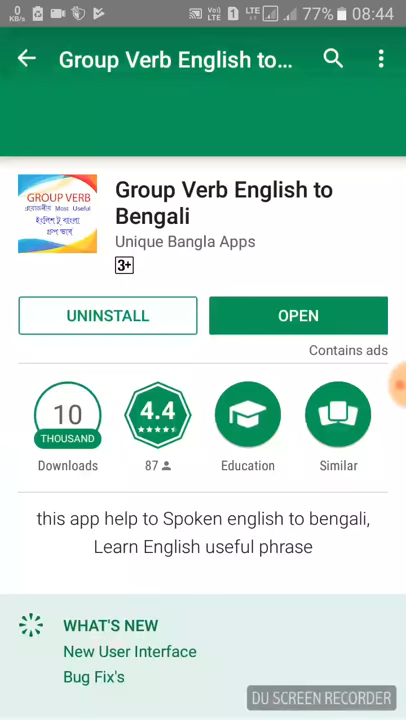 0
KB/s
Vo))
LTE
1
LTE
77%
08:44
Group Verb English to...
GROUP VERB
প্রয়োজনীয় Most Useful
ইংলিশ টু বাংলা
গ্রুপ ভার্ব
Group Verb English to
Bengali
Unique Bangla Apps
3+
UNINSTALL
OPEN
Contains ads
10
THOUSAND
4.4
Downloads
87
Education
Similar
this app help to Spoken english to bengali,
Learn English useful phrase
WHAT'S NEW
New User Interface
Bug Fix's
DU SCREEN RECORDER